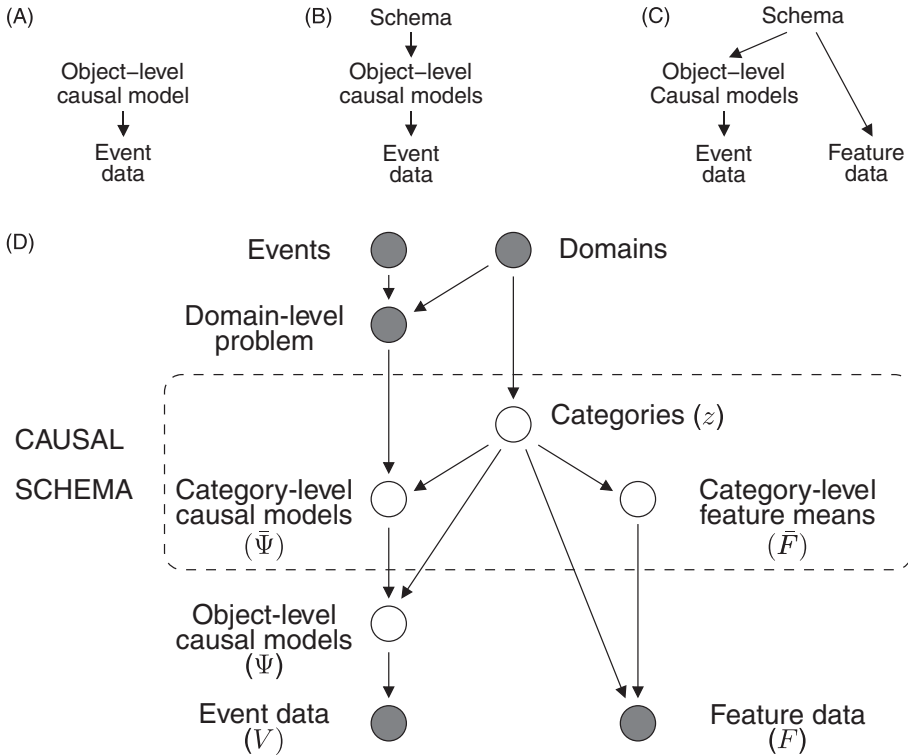 (A)
Object–level
causal model
Event
data
(B)
Schema
Object–level
causal models
Event
data
(C)
Schema
Object–level
Causal models
Event
data
Feature
data
(D)
Events
Domains
Domain-level
problem
Categories (z)
CAUSAL
SCHEMA
Category-level
causal models
(Ψ̄)
Category-level
feature means
(F̄)
Object-level
causal models
(Ψ)
Event data
(V)
Feature data
(F)